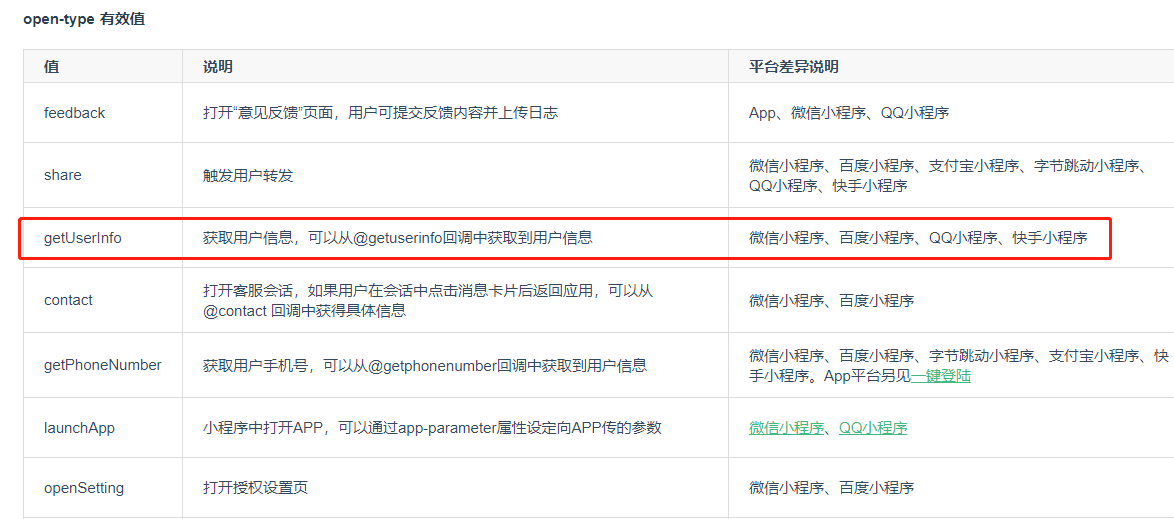 open-type 有效值
值 说明 平台差异说明
feedback 打开“意见反馈”页面，用户可提交反馈内容并上传日志 App、微信小程序、QQ小程序
share 触发用户转发 微信小程序、百度小程序、支付宝小程序、字节跳动小程序、
QQ小程序、快手小程序
getUserInfo 获取用户信息，可以从@getuserinfo回调中获取到用户信息 微信小程序、百度小程序、QQ小程序、快手小程序
contact 打开客服会话，如果用户在会话中点击消息卡片后返回应用，可以从
@contact 回调中获得具体信息 微信小程序、百度小程序
getPhoneNumber 获取用户手机号，可以从@getphonenumber回调中获取到用户信息 微信小程序、百度小程序、字节跳动小程序、支付宝小程序、快
手小程序。App平台另见一键登陆
launchApp 小程序中打开APP，可以通过app-parameter属性设定向APP传的参数 微信小程序、QQ小程序
openSetting 打开授权设置页 微信小程序、百度小程序